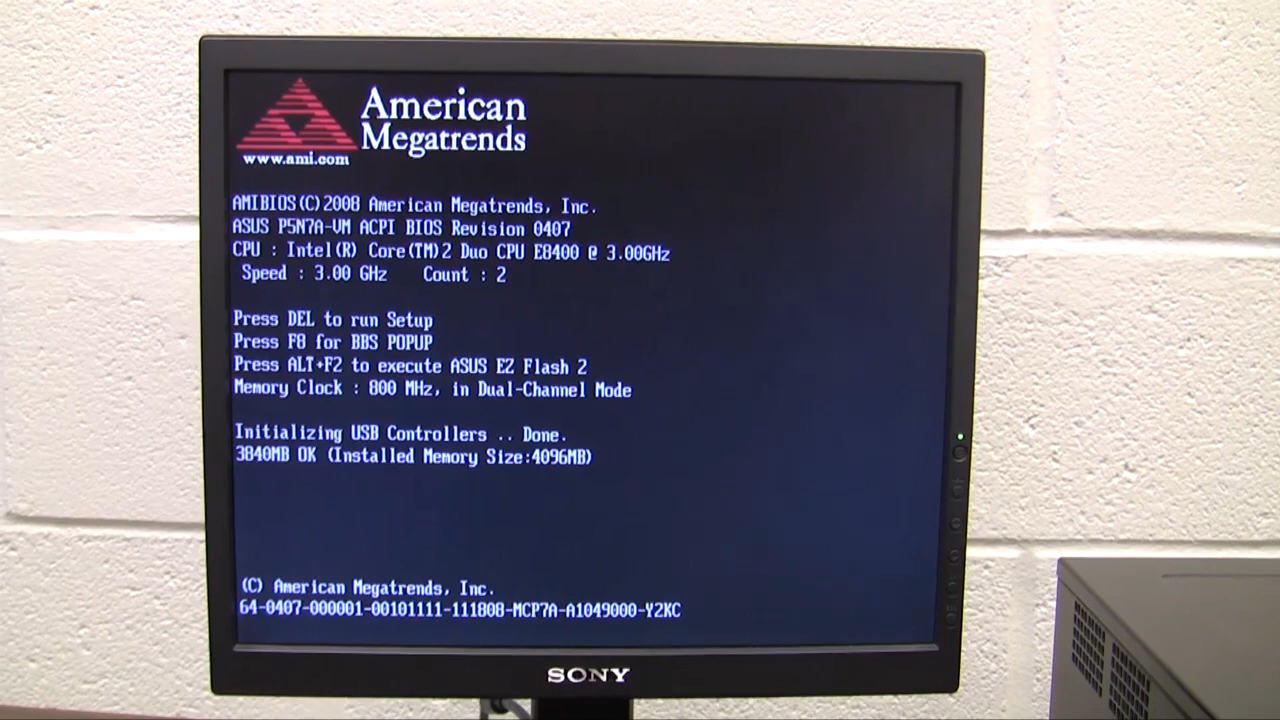 American
Megatrends
www.ami.com
AMIBIOS(C)2008 American Megatrends, Inc.
ASUS P5N7A-VM ACPI BIOS Revision 0407
CPU : Intel(R) Core(TM)2 Duo CPU E8400 @ 3.00GHz
Speed : 3.00 GHz Count : 2
Press DEL to run Setup
Press F8 for BBS POPUP
Press ALT+F2 to execute ASUS EZ Flash 2
Memory Clock : 800 MHz, in Dual-Channel Mode
Initializing USB Controllers .. Done.
3840MB OK (Installed Memory Size:4096MB)
(C) American Megatrends, Inc.
64-0407-000001-00101111-111808-MCP7A-A1049000-Y2KC
SONY